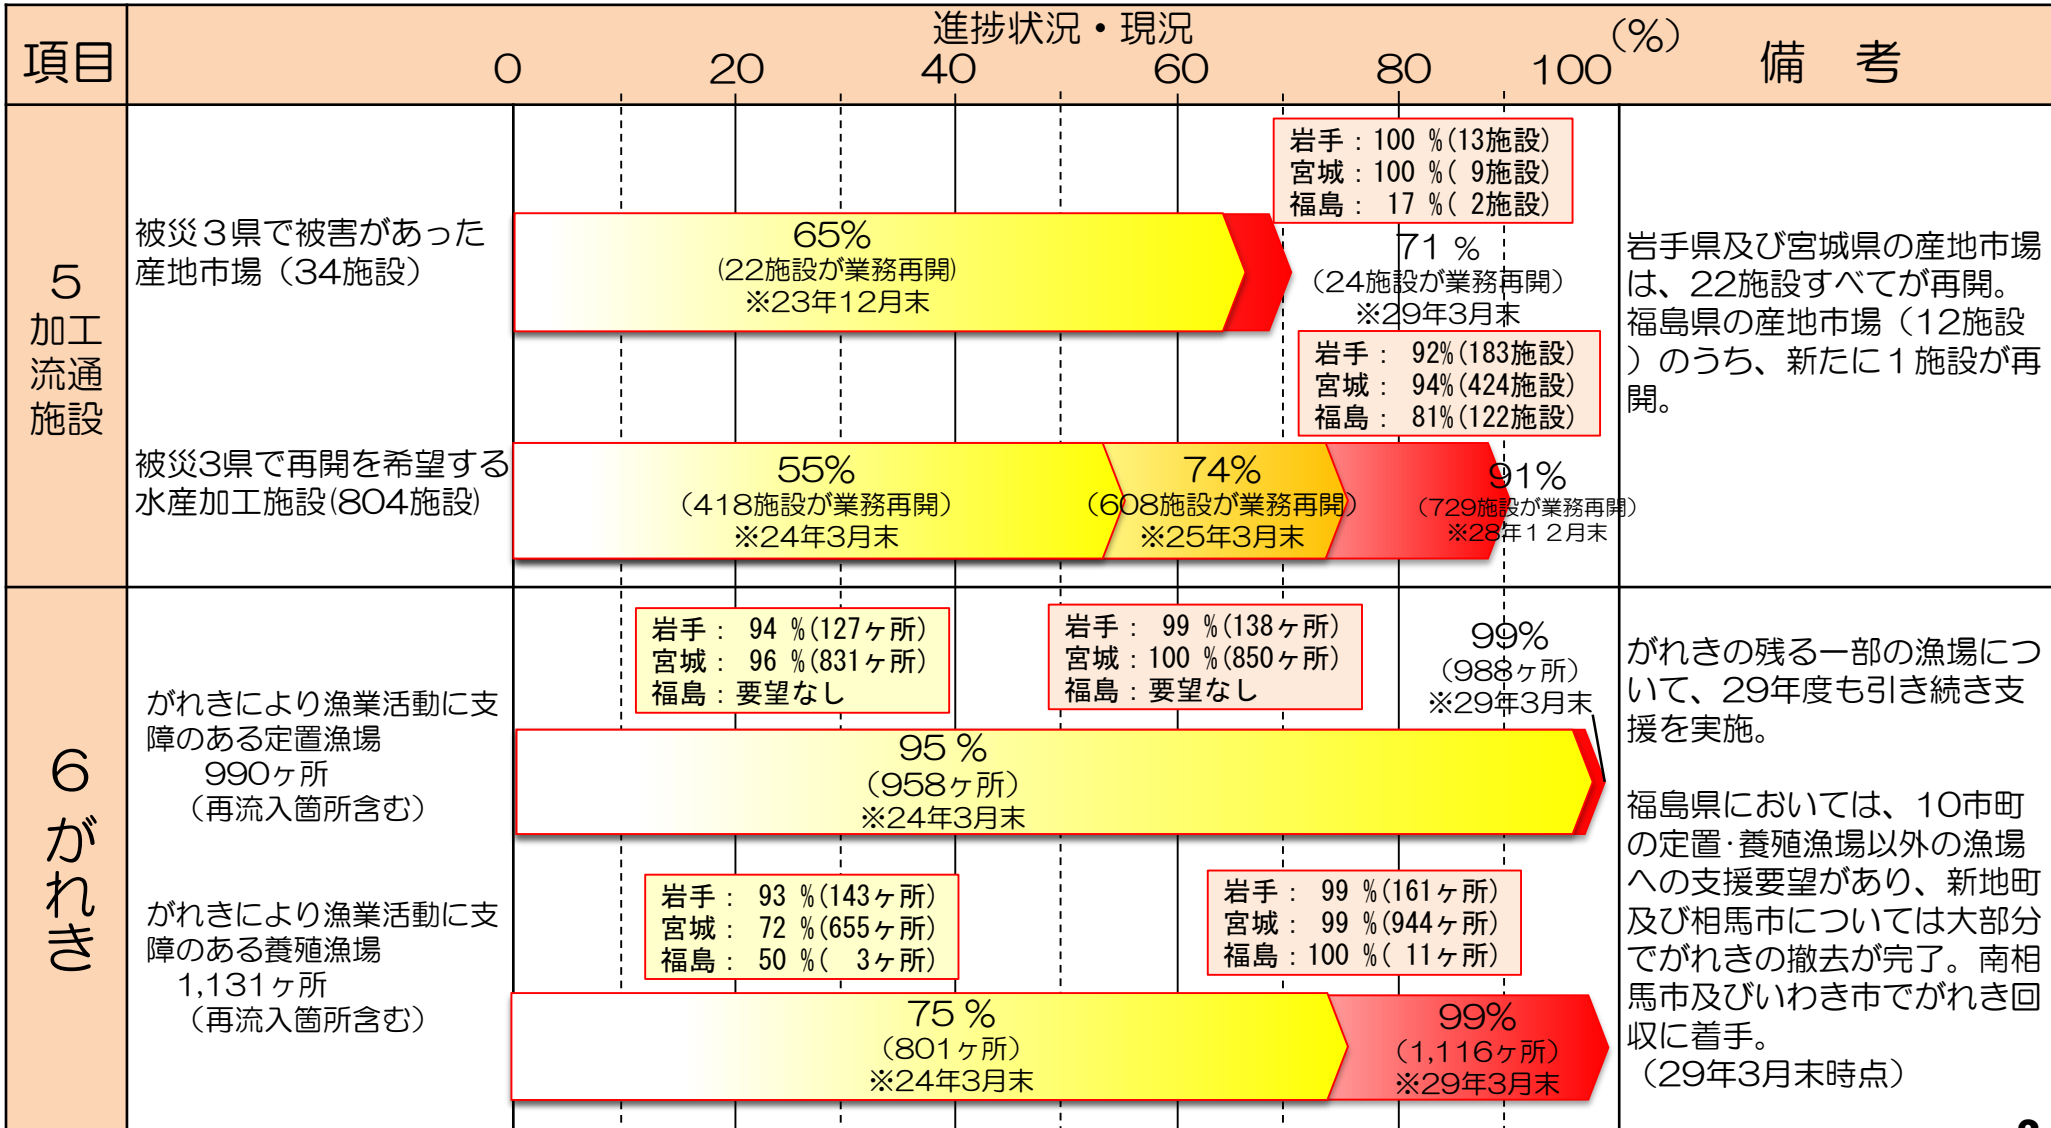 項目
進捗状況・現況
(%)
0 20 40 60 80 100
備 考
5
加工
流通
施設
被災３県で被害があった
産地市場（34施設）
65%
(22施設が業務再開)
※23年12月末
岩手：100 %(13施設)
宮城：100 %( 9施設)
福島： 17 %( 2施設)
71 %
（24施設が業務再開）
※29年3月末
岩手県及び宮城県の産地市場
は、22施設すべてが再開。
福島県の産地市場（12施設
）のうち、新たに１施設が再
開。
被災3県で再開を希望する
水産加工施設(804施設)
55%
（418施設が業務再開）
※24年3月末
74%
（608施設が業務再開）
※25年3月末
岩手： 92%(183施設)
宮城： 94%(424施設)
福島： 81%(122施設)
91%
（729施設が業務再開）
※28年１２月末
6
がれき
がれきにより漁業活動に支
障のある定置漁場
990ヶ所
（再流入箇所含む）
岩手： 94 %(127ヶ所)
宮城： 96 %(831ヶ所)
福島：要望なし
岩手： 99 %(138ヶ所)
宮城：100 %(850ヶ所)
福島：要望なし
99%
（988ヶ所）
※29年3月末
95 %
（958ヶ所）
※24年3月末
がれきの残る一部の漁場につ
いて、29年度も引き続き支
援を実施。
がれきにより漁業活動に支
障のある養殖漁場
1,131ヶ所
（再流入箇所含む）
岩手： 93 %(143ヶ所)
宮城： 72 %(655ヶ所)
福島： 50 %( 3ヶ所)
岩手： 99 %(161ヶ所)
宮城： 99 %(944ヶ所)
福島：100 %( 11ヶ所)
75 %
（801ヶ所）
※24年3月末
99%
（1,116ヶ所）
※29年3月末
福島県においては、10市町
の定置･養殖漁場以外の漁場
への支援要望があり、新地町
及び相馬市については大部分
でがれきの撤去が完了。南相
馬市及びいわき市でがれき回
収に着手。
（29年3月末時点）